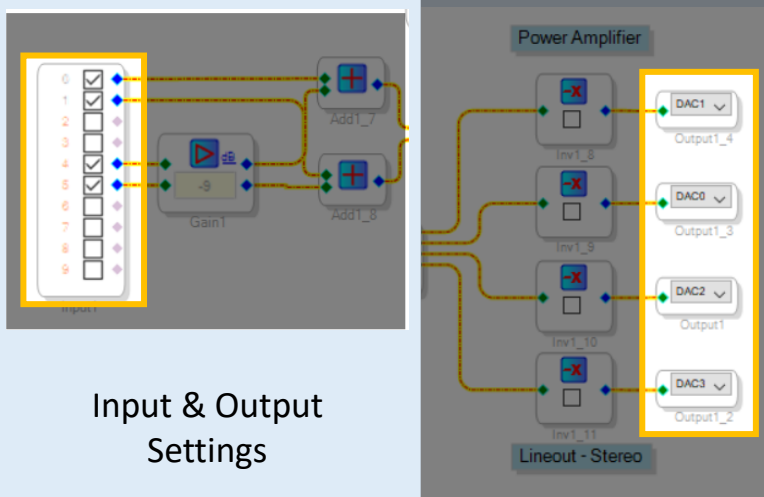 0
1
2
3
4
5
6
7
8
9
Input1
dB
-9
Gain1
Add1_7
Add1_8
Input & Output
Settings
Power Amplifier
-X
Inv1_8
DAC1
Output1_4
-X
Inv1_9
DAC0
Output1_3
-X
Inv1_10
DAC2
Output1
-X
Inv1_11
DAC3
Output1_2
Lineout - Stereo